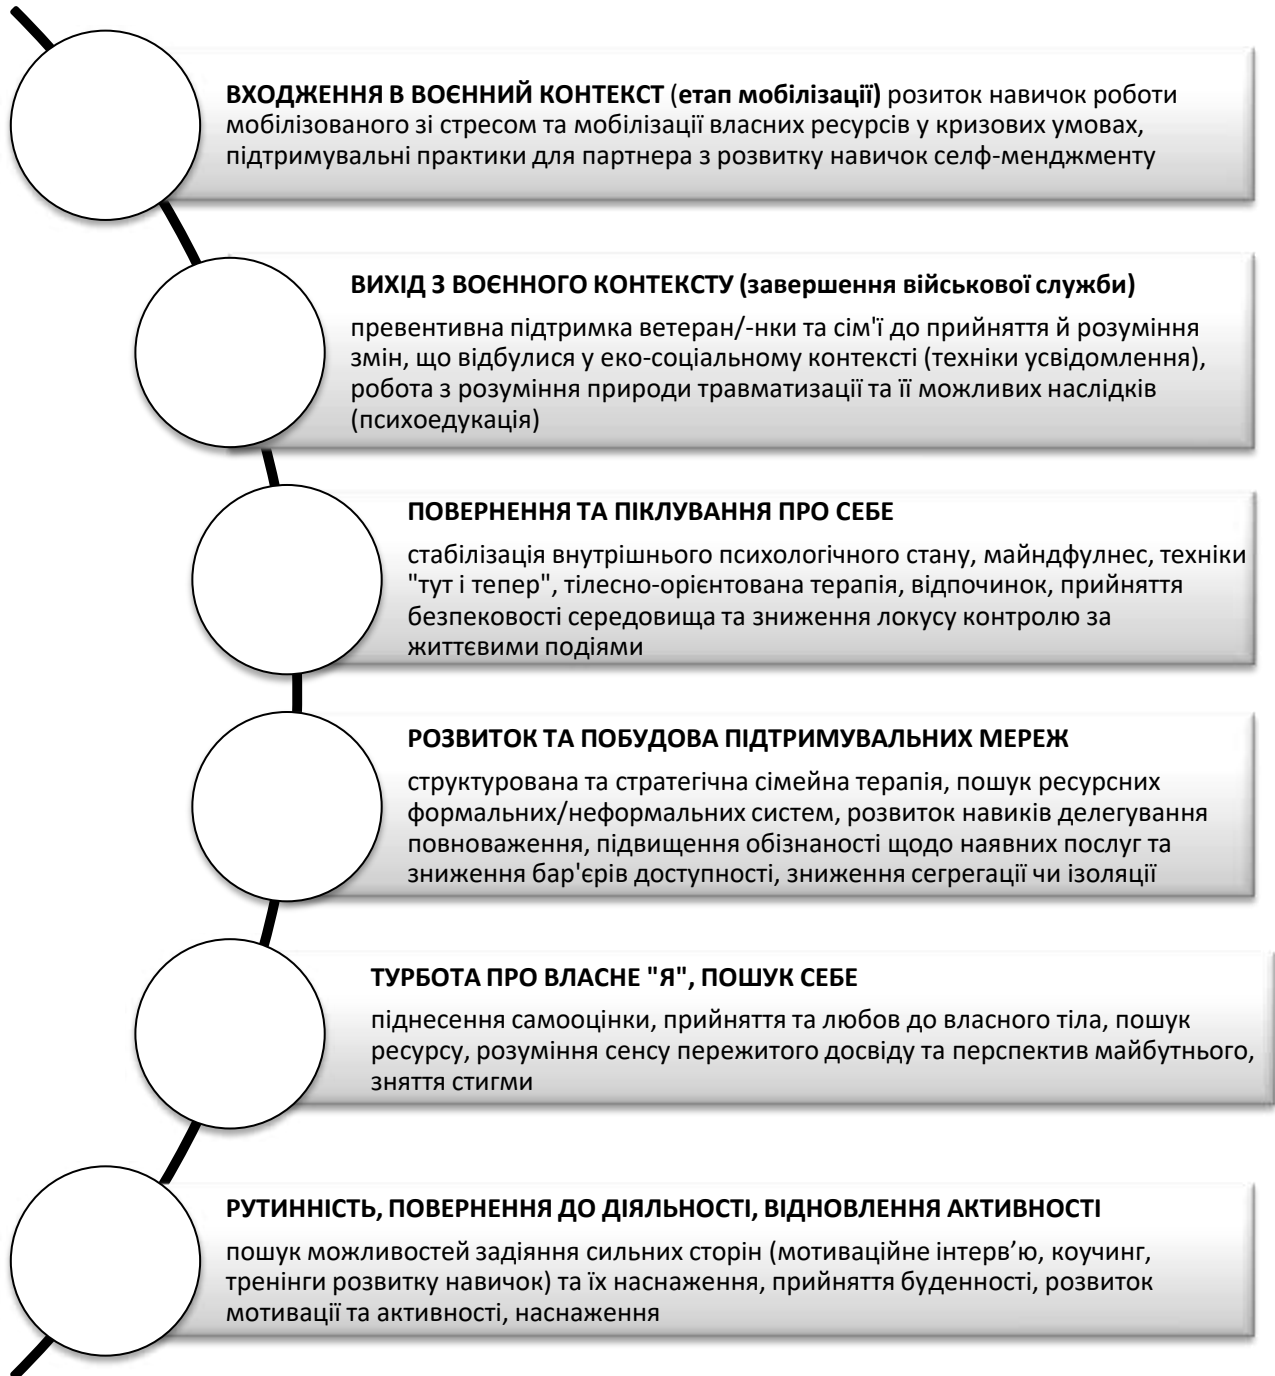 ВХОДЖЕННЯ В ВОЄННИЙ КОНТЕКСТ (етап мобілізації) розиток навичок роботи
мобілізованого зі стресом та мобілізації власних ресурсів у кризових умовах,
підтримувальні практики для партнера з розвитку навичок селф-менджменту
ВИХІД З ВОЄННОГО КОНТЕКСТУ (завершення військової служби)
превентивна підтримка ветеран/-нки та сім'ї до прийняття й розуміння
змін, що відбулися у еко-соціальному контексті (техніки усвідомлення),
робота з розуміння природи травматизації та її можливих наслідків
(психоедукація)
ПОВЕРНЕННЯ ТА ПІКЛУВАННЯ ПРО СЕБЕ
стабілізація внутрішнього психологічного стану, майндфулнес, техніки
"тут і тепер", тілесно-орієнтована терапія, відпочинок, прийняття
безпековості середовища та зниження локусу контролю за
життєвими подіями
РОЗВИТОК ТА ПОБУДОВА ПІДТРИМУВАЛЬНИХ МЕРЕЖ
структурована та стратегічна сімейна терапія, пошук ресурсних
формальних/неформальних систем, розвиток навиків делегування
повноваження, підвищення обізнаності щодо наявних послуг та
зниження бар'єрів доступності, зниження сегрегації чи ізоляції
ТУРБОТА ПРО ВЛАСНЕ "Я", ПОШУК СЕБЕ
піднесення самооцінки, прийняття та любов до власного тіла, пошук
ресурсу, розуміння сенсу пережитого досвіду та перспектив майбутнього,
зняття стигми
РУТИННІСТЬ, ПОВЕРНЕННЯ ДО ДІЯЛЬНОСТІ, ВІДНОВЛЕННЯ АКТИВНОСТІ
пошук можливостей задіяння сильних сторін (мотиваційне інтерв’ю, коучинг,
тренінги розвитку навичок) та їх наснаження, прийняття буденності, розвиток
мотивації та активності, наснаження